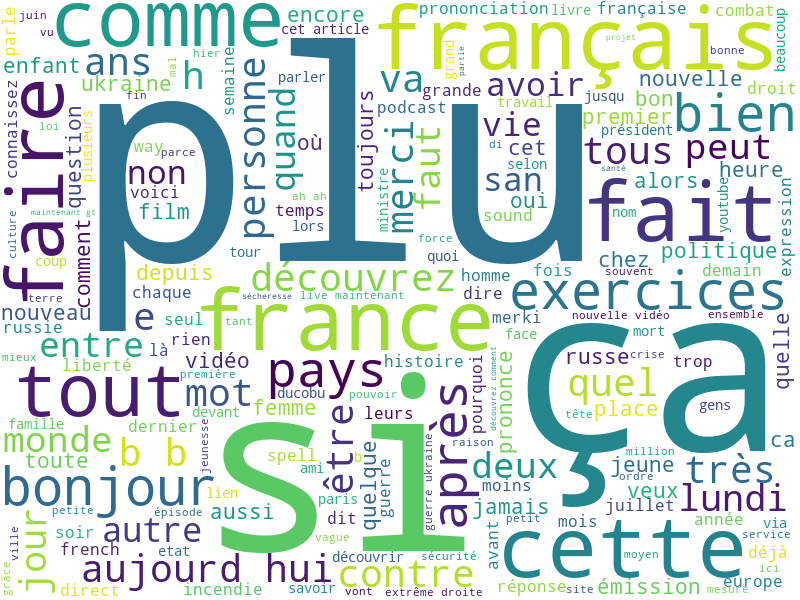 plu
si
ça
comme
français
faire
tout
france
fait
cette
exercices
bien
bonjour
pays
être
après
très
lundi
tous
peut
avoir
vie
merci
faut
quand
personne
h
ans
va
san
non
mot
e
entre
monde
b b
jour
autre
aujourd hui
contre
deux
quel
découvrez
parle
juin
vu
enfant
encore
cet article
prononciation
livre
française
combat
beaucoup
projet
bonne
grand
partie
ukraine
mal
hier
semaine
parler
podcast
grande
nouvelle
travail
jusqu
bon
droit
premier
président
connaissez
fin
loi
plusieurs
question
way
parce
voici
film
où
toujours
temps
ah ah
lors
ministre
cet
di
selon
oui
sound
santé
alors
heure
nom
youtube
expression
culture
maintenant gt
coup
comment
terre
depuis
chaque
tour
quoi
force
chez
politique
fois
souvent
demain
homme
dire
nouveau
russie
seul
sécheresse
live maintenant
tant
rien
là
vidéo
mieux
liberté
première
histoire
merki
nouvelle vidéo
ensemble
face
mort
russe
crise
trop
quelle
ducobu
pouvoir
pourquoi
découvrez comment
prononce
place
tête
gens
ca
famille
dernier
devant
femme
leurs
toute
jeunesse
spell
b
ami
quelque
guerre
guerre ukraine
raison
moins
million
ordre
jeune
jamais
veux
petite
épisode
lien
paris
aussi
dit
soir
french
etat
vague
découvrir
sécurité
avant
petit
mois
juillet
année
via
service
déjà
moyen
ici
grâce
ville
direct
incendie
savoir
vont
extrême droite
réponse
site
émission
mesure
europe